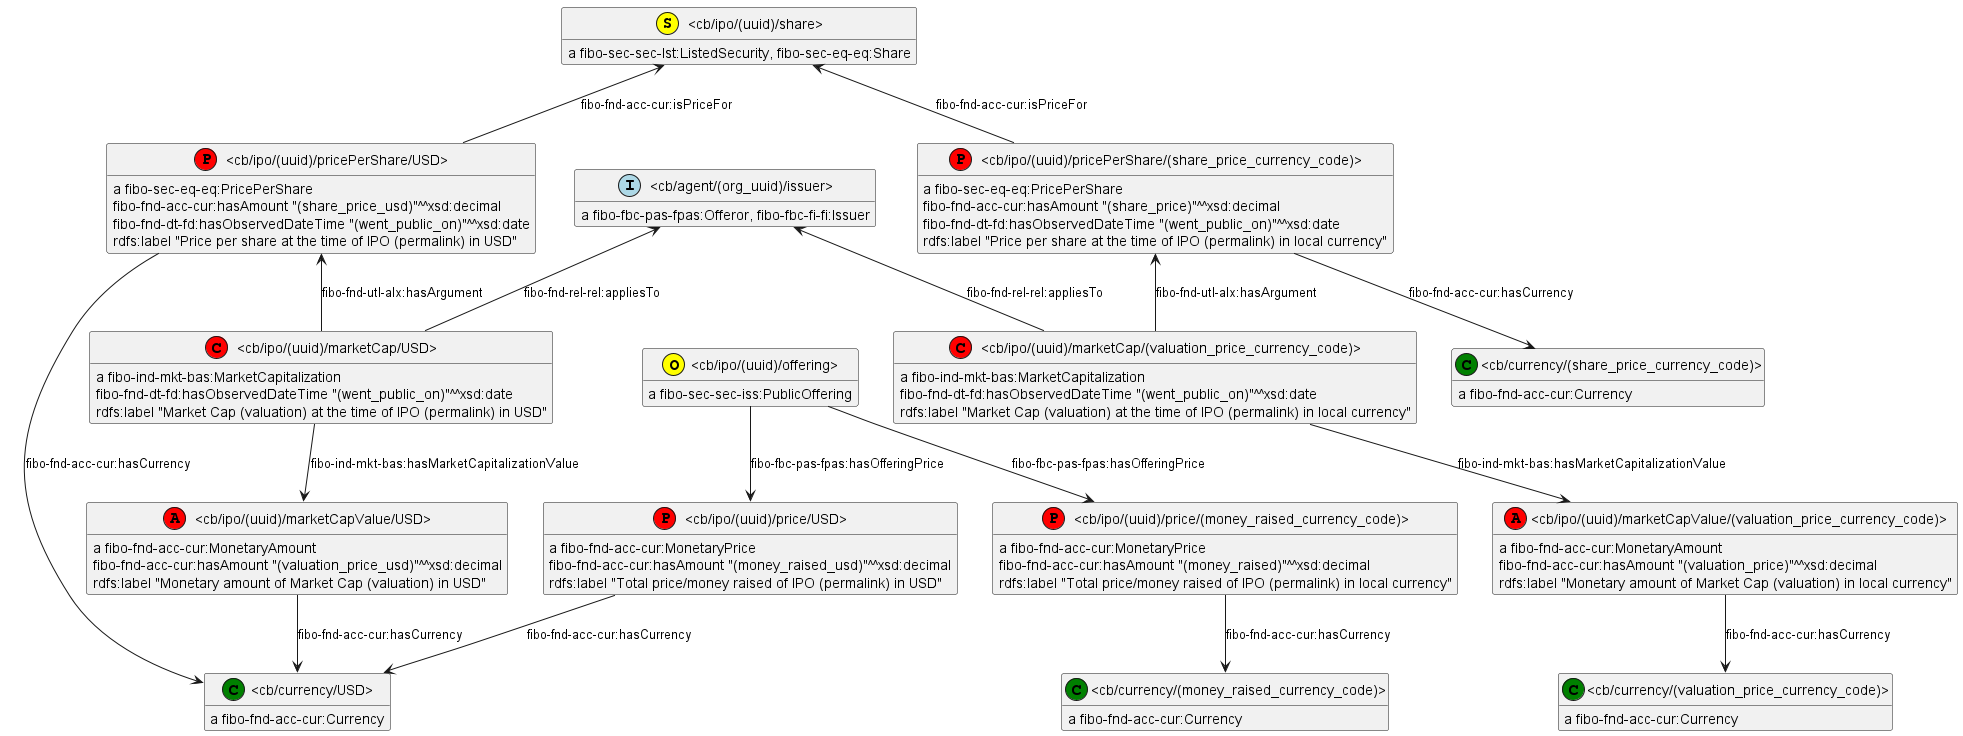 S <cb/ipo/(uuid)/share>
a fibo-sec-sec-lst:ListedSecurity, fibo-sec-eq-eq:Share
fibo-fnd-acc-cur:isPriceFor
fibo-fnd-acc-cur:isPriceFor
P <cb/ipo/(uuid)/pricePerShare/USD>
a fibo-sec-eq-eq:PricePerShare
fibo-fnd-acc-cur:hasAmount "(share_price_usd)"^^xsd:decimal
fibo-fnd-dt-fd:hasObservedDateTime "(went_public_on)"^^xsd:date
rdfs:label "Price per share at the time of IPO (permalink) in USD"
I <cb/agent/(org_uuid)/issuer>
a fibo-fbc-pas-fpas:Offeror, fibo-fbc-fi-fi:Issuer
P <cb/ipo/(uuid)/pricePerShare/(share_price_currency_code)>
a fibo-sec-eq-eq:PricePerShare
fibo-fnd-acc-cur:hasAmount "(share_price)"^^xsd:decimal
fibo-fnd-dt-fd:hasObservedDateTime "(went_public_on)"^^xsd:date
rdfs:label "Price per share at the time of IPO (permalink) in local currency"
fibo-fnd-utl-alx:hasArgument
fibo-fnd-rel-rel:appliesTo
fibo-fnd-rel-rel:appliesTo
fibo-fnd-utl-alx:hasArgument
fibo-fnd-acc-cur:hasCurrency
C <cb/ipo/(uuid)/marketCap/USD>
a fibo-ind-mkt-bas:MarketCapitalization
fibo-fnd-dt-fd:hasObservedDateTime "(went_public_on)"^^xsd:date
rdfs:label "Market Cap (valuation) at the time of IPO (permalink) in USD"
O <cb/ipo/(uuid)/offering>
a fibo-sec-sec-iss:PublicOffering
C <cb/ipo/(uuid)/marketCap/(valuation_price_currency_code)>
a fibo-ind-mkt-bas:MarketCapitalization
fibo-fnd-dt-fd:hasObservedDateTime "(went_public_on)"^^xsd:date
rdfs:label "Market Cap (valuation) at the time of IPO (permalink) in local currency"
C <cb/currency/(share_price_currency_code)>
a fibo-fnd-acc-cur:Currency
fibo-fnd-acc-cur:hasCurrency
fibo-ind-mkt-bas:hasMarketCapitalizationValue
fibo-fbc-pas-fpas:hasOfferingPrice
fibo-fbc-pas-fpas:hasOfferingPrice
fibo-ind-mkt-bas:hasMarketCapitalizationValue
A <cb/ipo/(uuid)/marketCapValue/USD>
a fibo-fnd-acc-cur:MonetaryAmount
fibo-fnd-acc-cur:hasAmount "(valuation_price_usd)"^^xsd:decimal
rdfs:label "Monetary amount of Market Cap (valuation) in USD"
P <cb/ipo/(uuid)/price/USD>
a fibo-fnd-acc-cur:MonetaryPrice
fibo-fnd-acc-cur:hasAmount "(money_raised_usd)"^^xsd:decimal
rdfs:label "Total price/money raised of IPO (permalink) in USD"
P <cb/ipo/(uuid)/price/(money_raised_currency_code)>
a fibo-fnd-acc-cur:MonetaryPrice
fibo-fnd-acc-cur:hasAmount "(money_raised)"^^xsd:decimal
rdfs:label "Total price/money raised of IPO (permalink) in local currency"
A <cb/ipo/(uuid)/marketCapValue/(valuation_price_currency_code)>
a fibo-fnd-acc-cur:MonetaryAmount
fibo-fnd-acc-cur:hasAmount "(valuation_price)"^^xsd:decimal
rdfs:label "Monetary amount of Market Cap (valuation) in local currency"
fibo-fnd-acc-cur:hasCurrency
fibo-fnd-acc-cur:hasCurrency
fibo-fnd-acc-cur:hasCurrency
fibo-fnd-acc-cur:hasCurrency
C <cb/currency/USD>
a fibo-fnd-acc-cur:Currency
C <cb/currency/(money_raised_currency_code)>
a fibo-fnd-acc-cur:Currency
C <cb/currency/(valuation_price_currency_code)>
a fibo-fnd-acc-cur:Currency